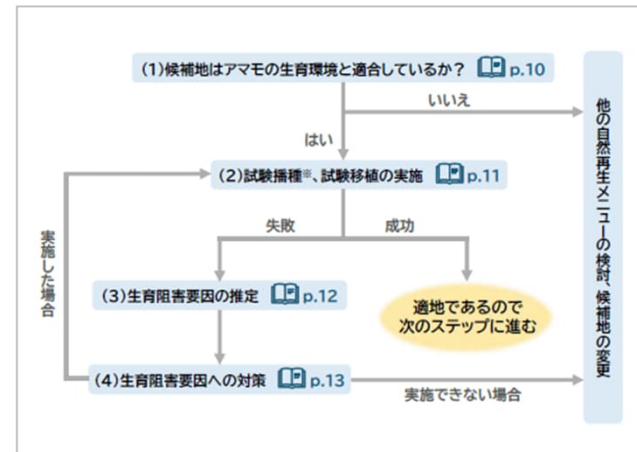 (1)候補地はアマモの生育環境と適合しているか? p.10
いいえ
はい
(2)試験播種※、試験移植の実施 p.11
失敗
成功
(3)生育阻害要因の推定 p.12
適地であるので
次のステップに進む
(4)生育阻害要因への対策 p.13
実施できない場合
実施した場合
他の自然再生メニューの検討、候補地の変更